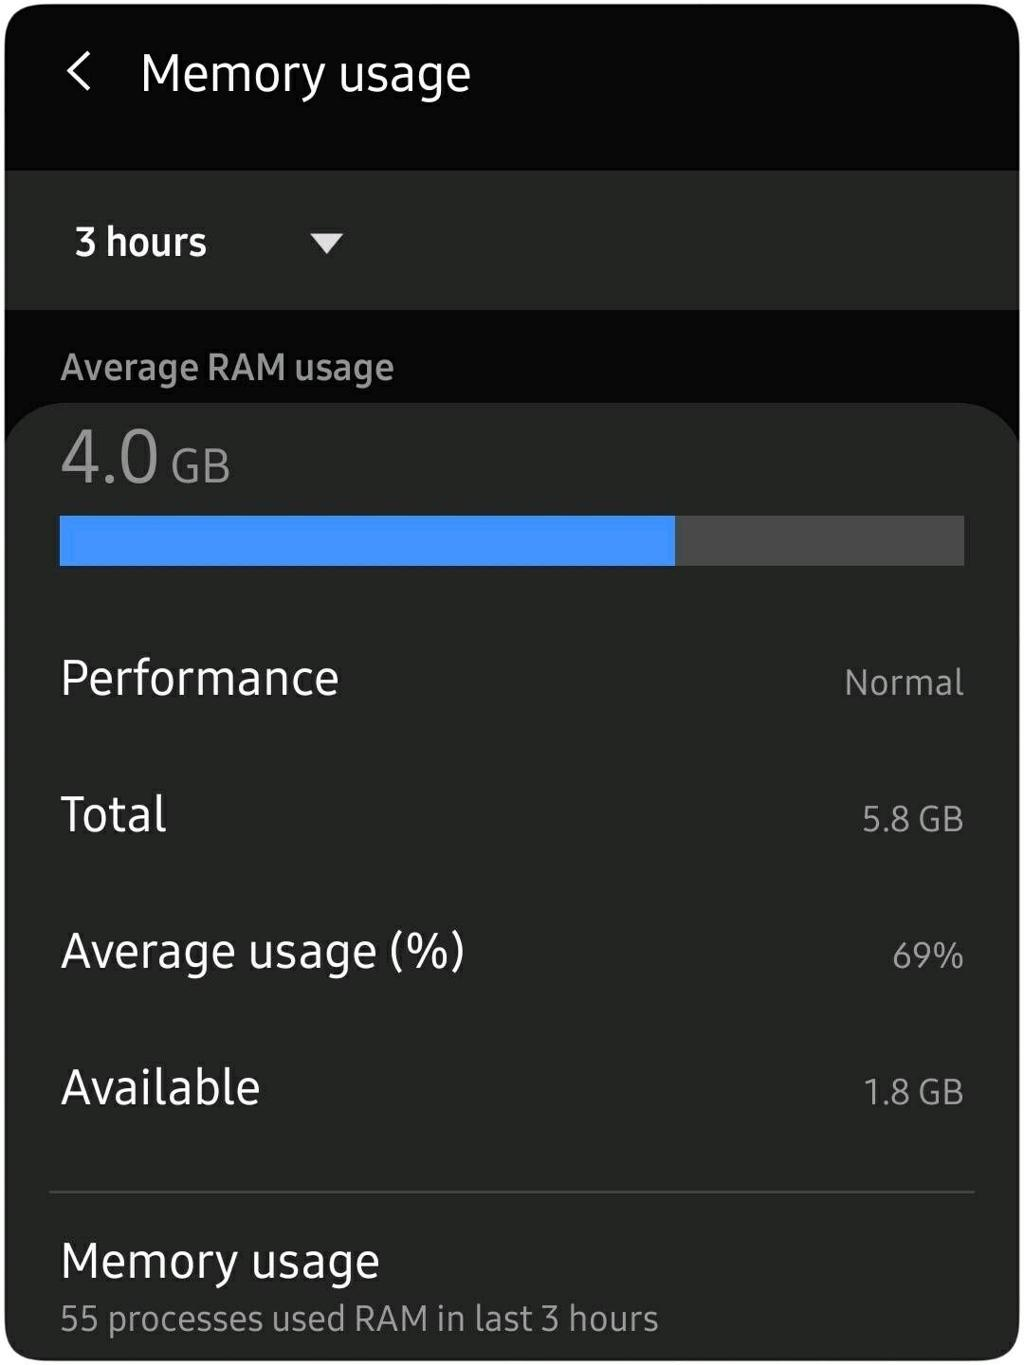 Memory usage
3 hours
Average RAM usage
4.0 GB
Performance
Normal
Total
5.8 GB
Average usage (%)
69%
Available
1.8 GB
Memory usage
55 processes used RAM in last 3 hours